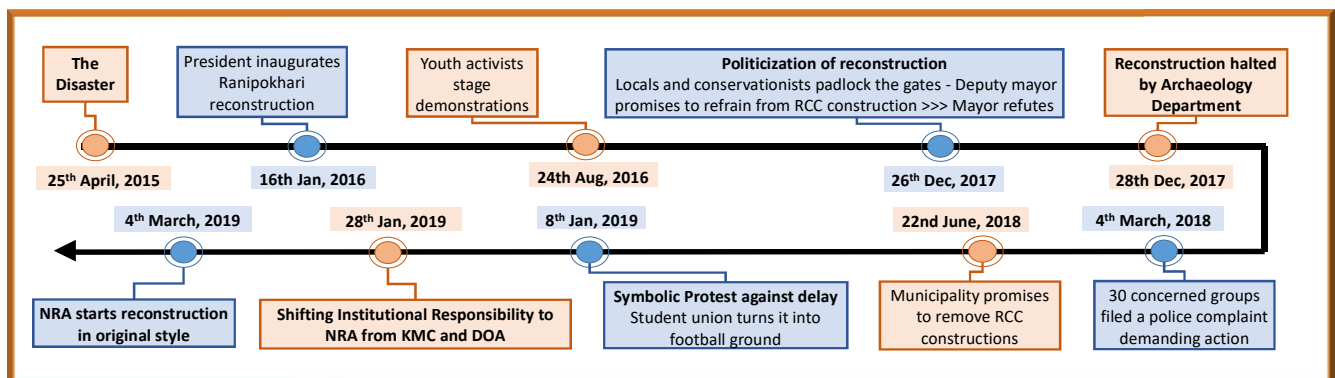 The
Disaster
President inaugurates
Ranipokhari
reconstruction
Youth activists
stage
demonstrations
Politicization of reconstruction
Locals and conservationists padlock the gates - Deputy mayor
promises to refrain from RCC construction >>> Mayor refutes
Reconstruction halted
by Archaeology
Department
25th April, 2015
16th Jan, 2016
24th Aug, 2016
26th Dec, 2017
28th Dec, 2017
4th March, 2019
28th Jan, 2019
8th Jan, 2019
22nd June, 2018
4th March, 2018
NRA starts reconstruction
in original style
Shifting Institutional Responsibility to
NRA from KMC and DOA
Symbolic Protest against delay
Student union turns it into
football ground
Municipality promises
to remove RCC
constructions
30 concerned groups
filed a police complaint
demanding action